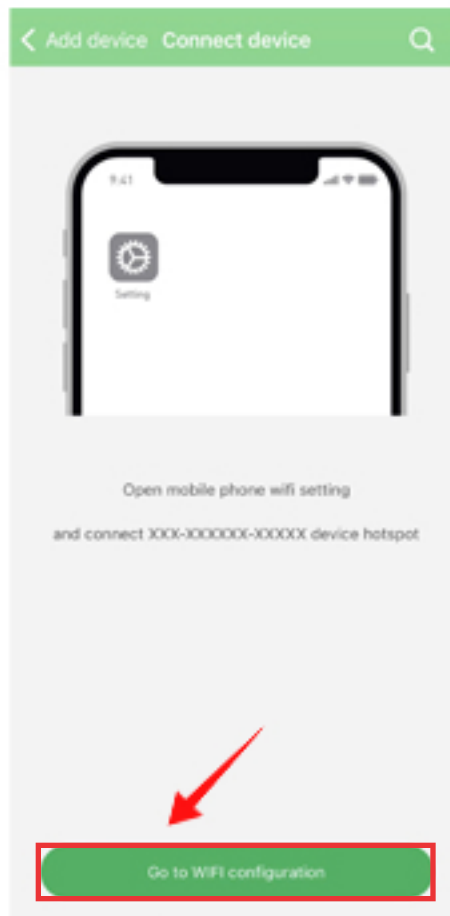 Add device Connect device
9:41
Setting
Open mobile phone wifi setting
and connect XXX-XXXXXX-XXXXX device hotspot
Go to WIFI configuration